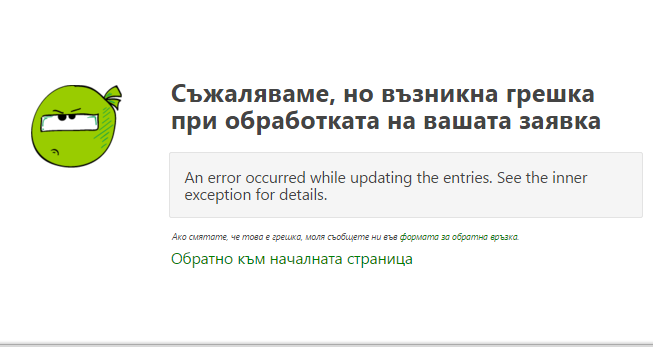 Съжаляваме, но възникна грешка
при обработката на вашата заявка
An error occurred while updating the entries. See the inner
exception for details.
Ако смятате, че това е грешка, моля съобщете ни във формата за обратна връзка.
Обратно към началната страница